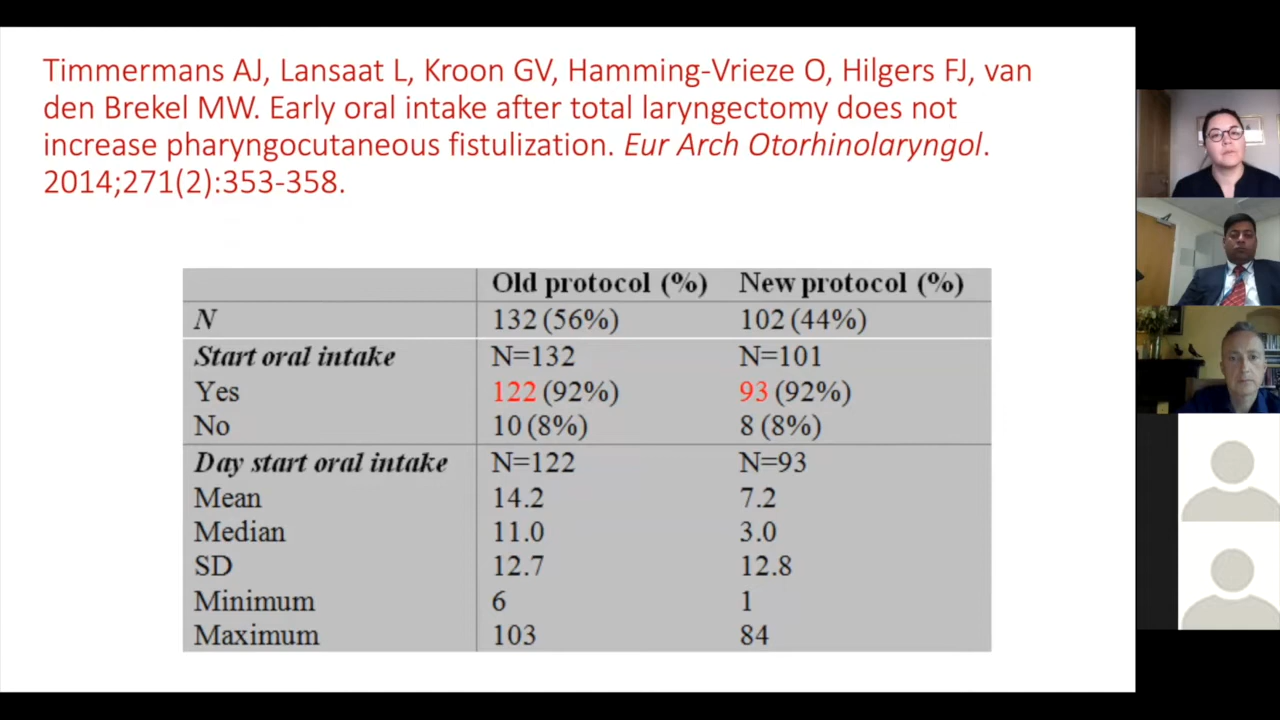 Timmermans AJ, Lansaat L, Kroon GV, Hamming-Vrieze O, Hilgers FJ, van
den Brekel MW. Early oral intake after total laryngectomy does not
increase pharyngocutaneous fistulization. Eur Arch Otorhinolaryngol.
2014;271(2):353-358.
Old protocol (%) New protocol (%)
N 132 (56%) 102 (44%)
Start oral intake N=132 N=101
Yes 122 (92%) 93 (92%)
No 10 (8%) 8 (8%)
Day start oral intake N=122 N=93
Mean 14.2 7.2
Median 11.0 3.0
SD 12.7 12.8
Minimum 6 1
Maximum 103 84